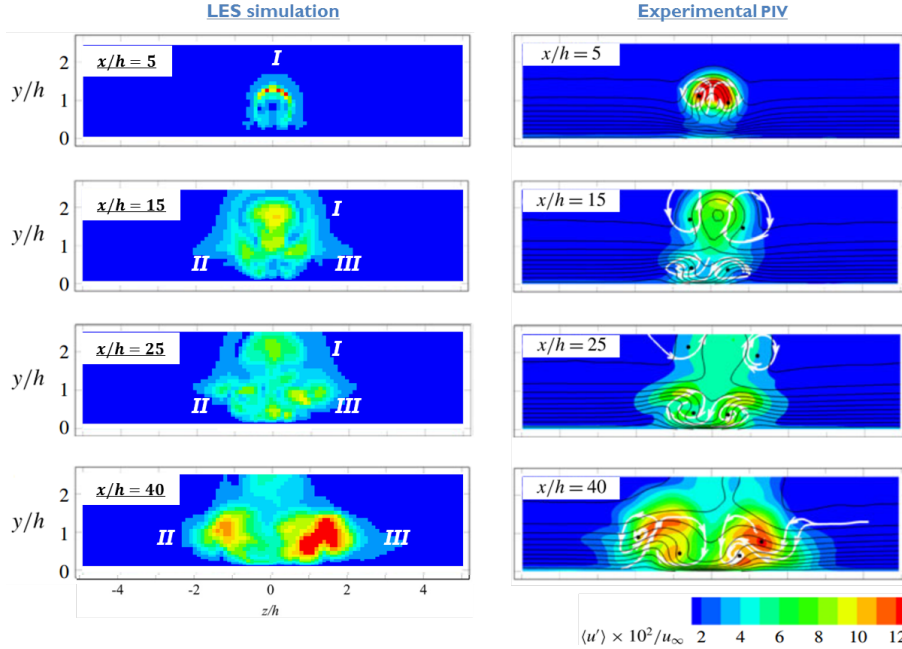 LES simulation
Experimental PIV
x/h = 5
I
y/h
2
1
0
x/h = 5
x/h = 15
I
II
III
y/h
2
1
0
x/h = 15
x/h = 25
I
II
III
y/h
2
1
0
x/h = 25
x/h = 40
II
III
y/h
2
1
0
-4 -2 0 2 4
z/h
x/h = 40
⟨u′⟩ × 10²/u∞ 2 4 6 8 10 12